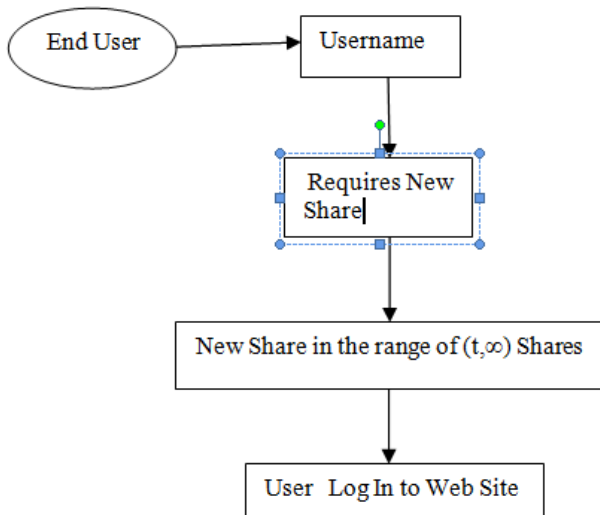 End User
Username
Requires New
Share
New Share in the range of (t,∞) Shares
User Log In to Web Site